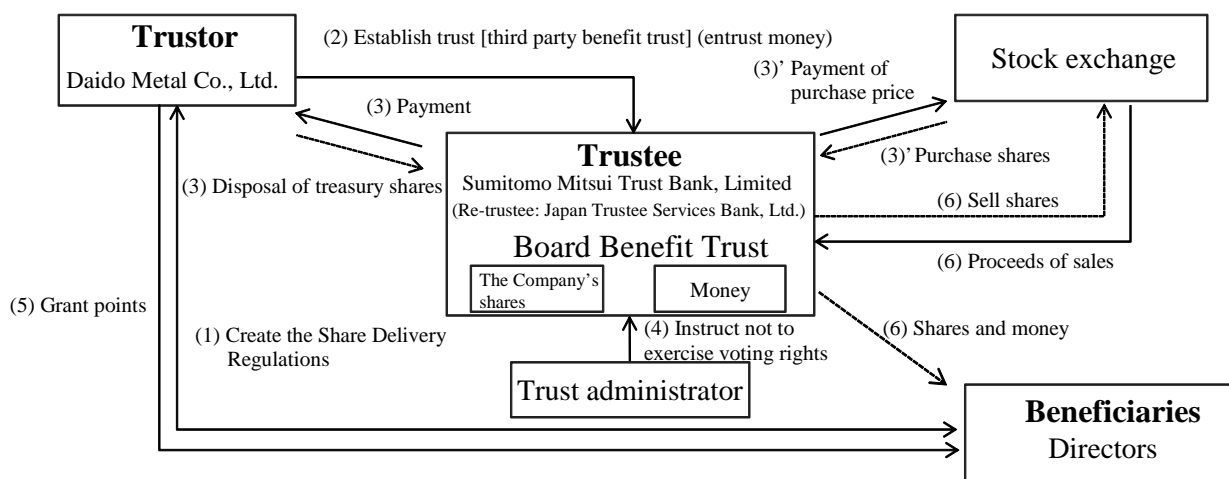 Trustor
Daido Metal Co., Ltd.
(2) Establish trust [third party benefit trust] (entrust money)
(3)’ Payment of
purchase price
Stock exchange
(3) Payment
(3) Disposal of treasury shares
Trustee
Sumitomo Mitsui Trust Bank, Limited
(Re-trustee: Japan Trustee Services Bank, Ltd.)
Board Benefit Trust
The Company’s
shares
Money
(3)’ Purchase shares
(6) Sell shares
(6) Proceeds of sales
(5) Grant points
(1) Create the Share Delivery
Regulations
(4) Instruct not to
exercise voting rights
(6) Shares and money
Trust administrator
Beneficiaries
Directors